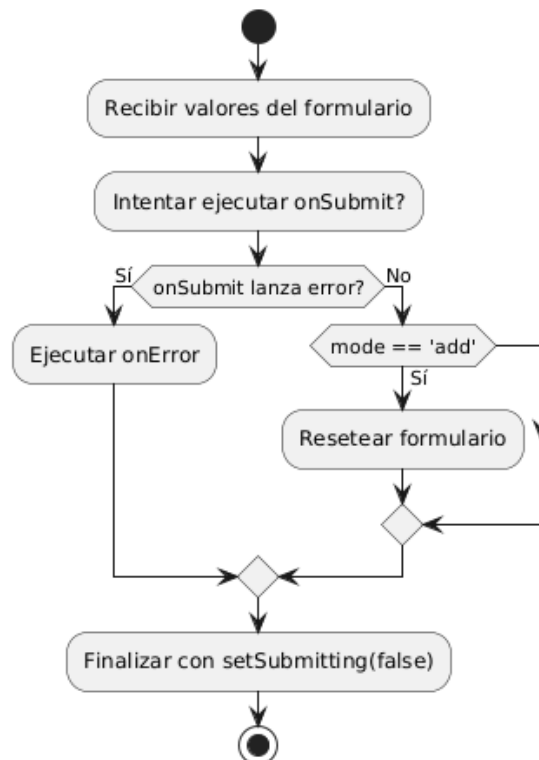 Recibir valores del formulario
Intentar ejecutar onSubmit?
onSubmit lanza error?
Sí
No
Ejecutar onError
mode == 'add'
Sí
Resetear formulario
Finalizar con setSubmitting(false)